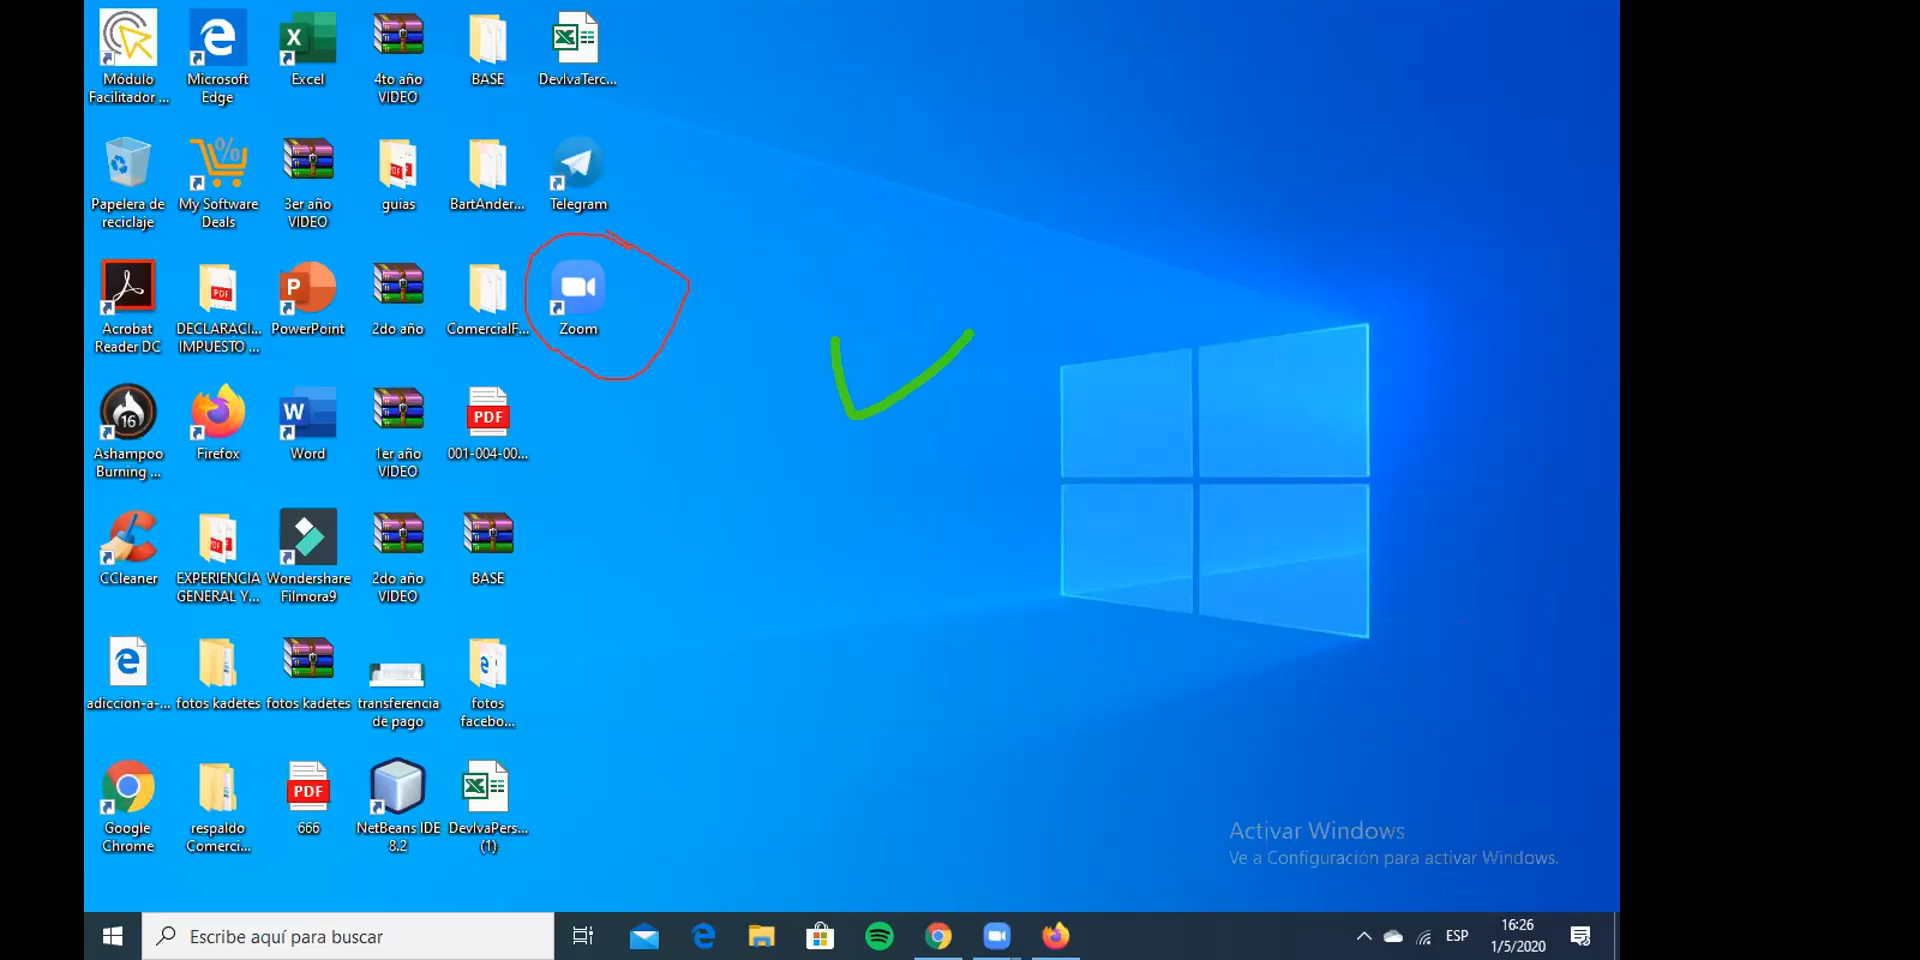 Módulo
Facilitador ...
Microsoft
Edge
Excel
4to año
VIDEO
BASE
DevIvaTerc...
Papelera de
reciclaje
My Software
Deals
3er año
VIDEO
guias
BartAnder...
Telegram
Acrobat
Reader DC
DECLARACI...
IMPUESTO ...
PowerPoint
2do año
ComercialF...
Zoom
Ashampoo
Burning ...
Firefox
Word
1er año
VIDEO
001-004-00...
CCleaner
EXPERIENCIA
GENERAL Y...
Wondershare
Filmora9
2do año
VIDEO
BASE
adiccion-a-...
fotos kadetes
fotos kadetes
transferencia
de pago
fotos
facebo...
Google
Chrome
respaldo
Comerci...
666
NetBeans IDE
8.2
DevIvaPers...
(1)
Activar Windows
Ve a Configuración para activar Windows.
Escribe aquí para buscar
ESP
16:26
1/5/2020